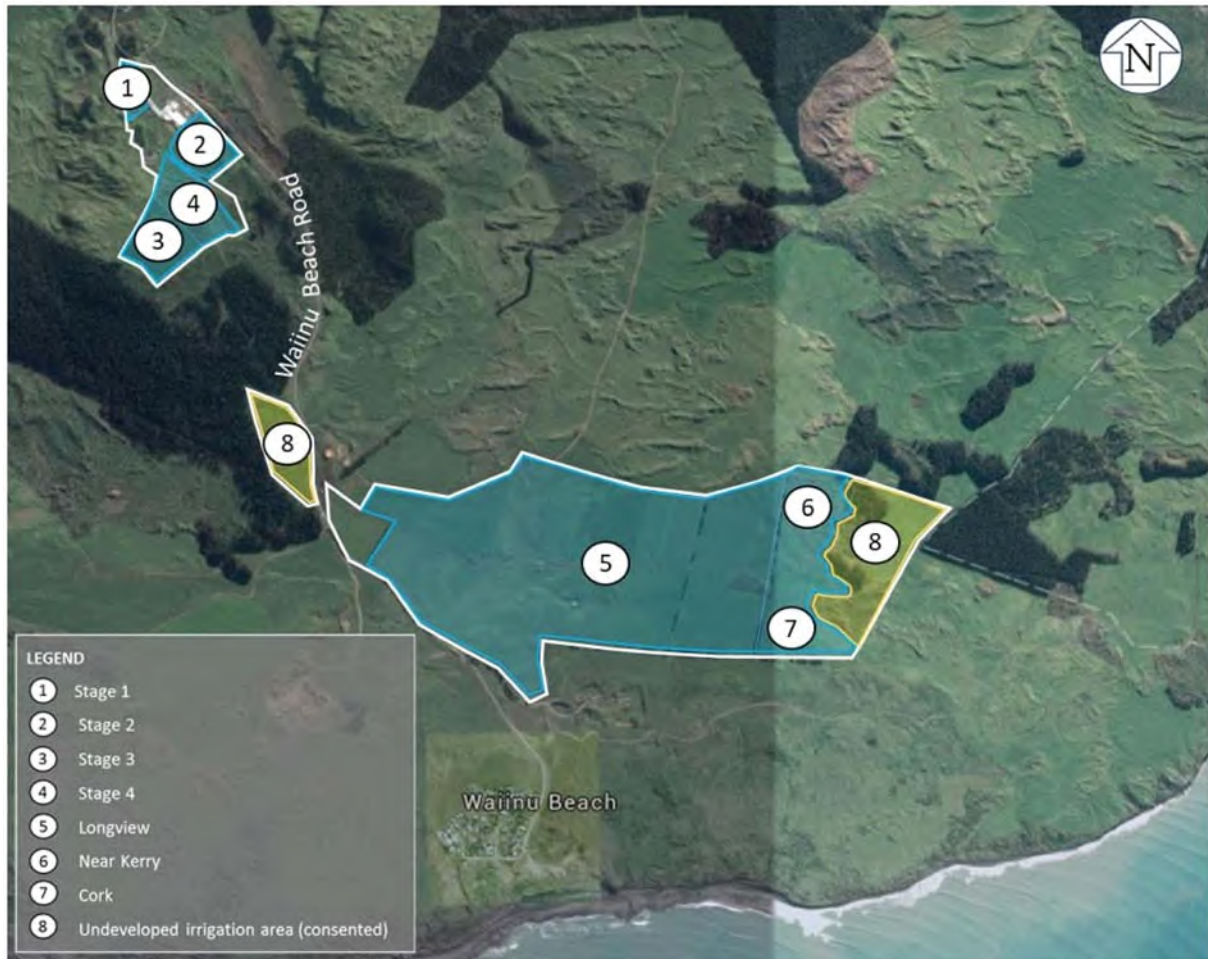 N
1
2
4
3
Waiinu Beach Road
8
6
8
5
7
Waiinu Beach
LEGEND
1 Stage 1
2 Stage 2
3 Stage 3
4 Stage 4
5 Longview
6 Near Kerry
7 Cork
8 Undeveloped irrigation area (consented)